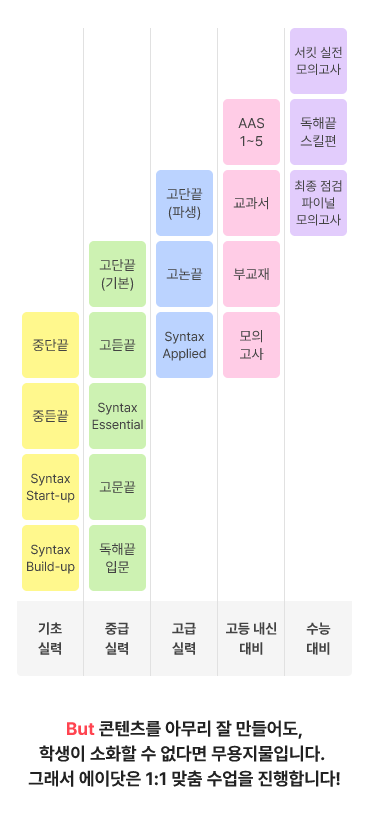 서킷 실전
모의고사
AAS
1~5
독해끝
스킬편
고단끝
(파생)
교과서
최종 점검
파이널
모의고사
고단끝
(기본)
고논끝
부교재
중단끝
고듣끝
Syntax
Applied
모의
고사
중듣끝
Syntax
Essential
Syntax
Start-up
고문끝
Syntax
Build-up
독해끝
입문
기초
실력
중급
실력
고급
실력
고등 내신
대비
수능
대비
But 콘텐츠를 아무리 잘 만들어도,
학생이 소화할 수 없다면 무용지물입니다.
그래서 에이닷은 1:1 맞춤 수업을 진행합니다!